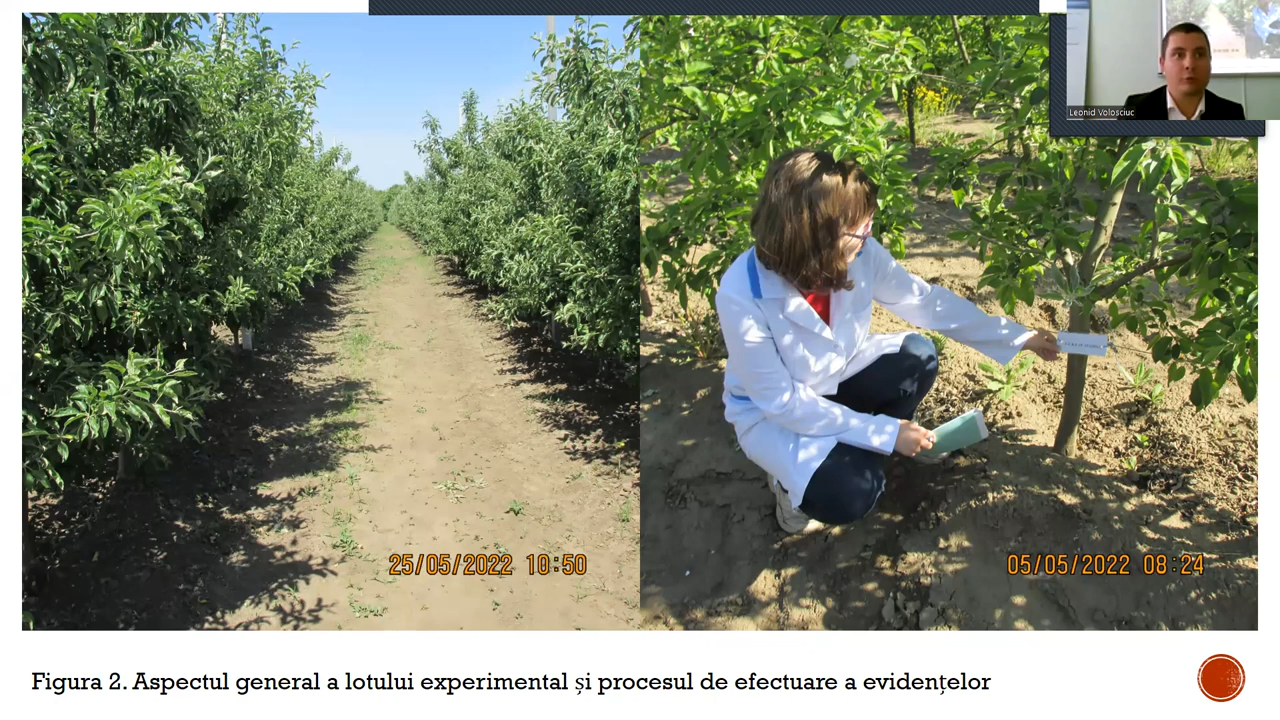 Leonid Volosciuc
25/05/2022 10:50
05/05/2022 08:24
Figura 2. Aspectul general a lotului experimental și procesul de efectuare a evidențelor